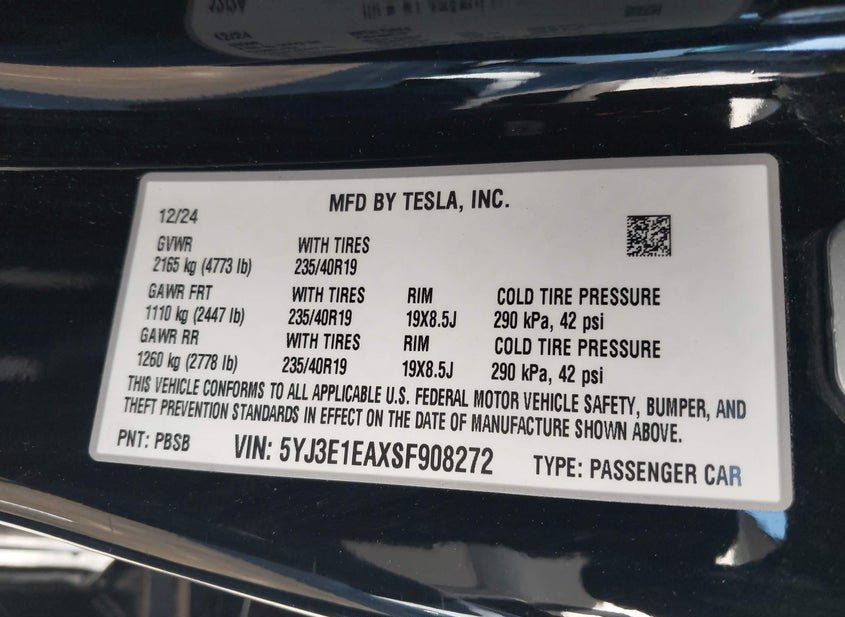 12/24
MFD BY TESLA, INC.
12/24
GVWR WITH TIRES
2165 kg (4773 lb) 235/40R19
GAWR FRT WITH TIRES RIM COLD TIRE PRESSURE
1110 kg (2447 lb) 235/40R19 19X8.5J 290 kPa, 42 psi
GAWR RR WITH TIRES RIM COLD TIRE PRESSURE
1260 kg (2778 lb) 235/40R19 19X8.5J 290 kPa, 42 psi
THIS VEHICLE CONFORMS TO ALL APPLICABLE U.S. FEDERAL MOTOR VEHICLE SAFETY, BUMPER, AND
THEFT PREVENTION STANDARDS IN EFFECT ON THE DATE OF MANUFACTURE SHOWN ABOVE.
PNT: PBSB VIN: 5YJ3E1EAXSF908272 TYPE: PASSENGER CAR